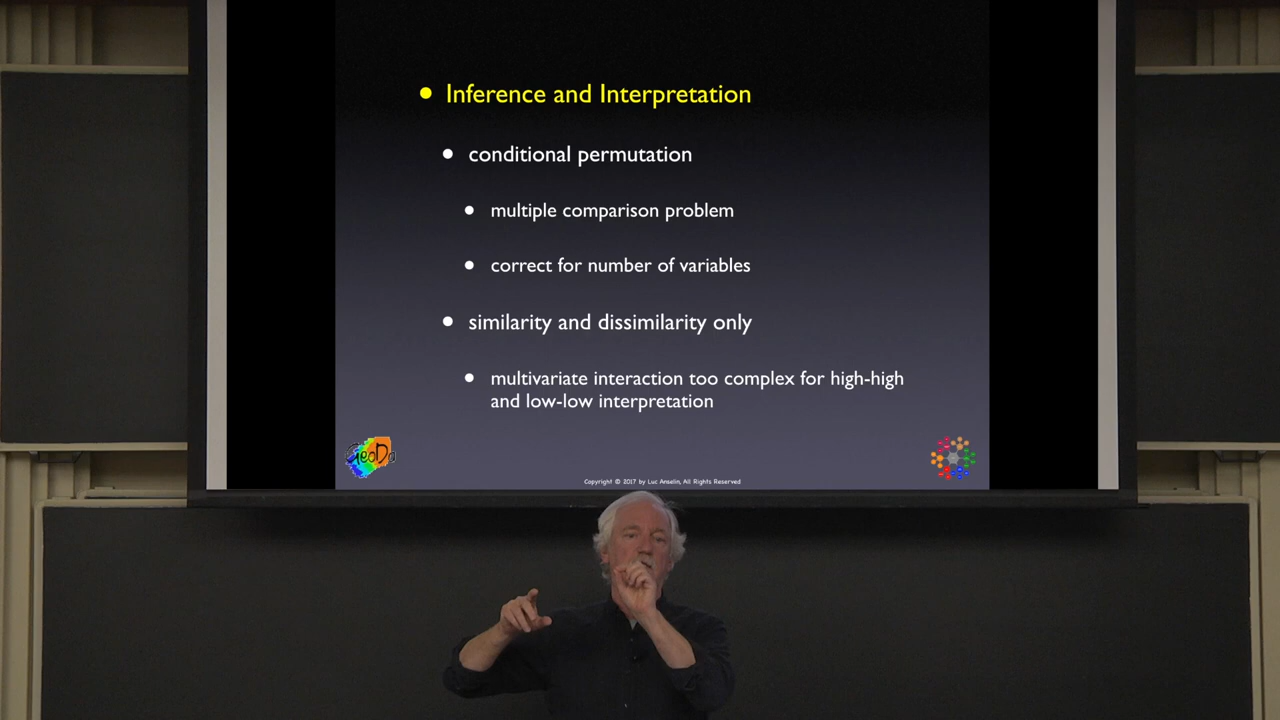 Inference and Interpretation
conditional permutation
multiple comparison problem
correct for number of variables
similarity and dissimilarity only
multivariate interaction too complex for high-high
and low-low interpretation
GeoDa
Copyright © 2017 by Luc Anselin, All Rights Reserved